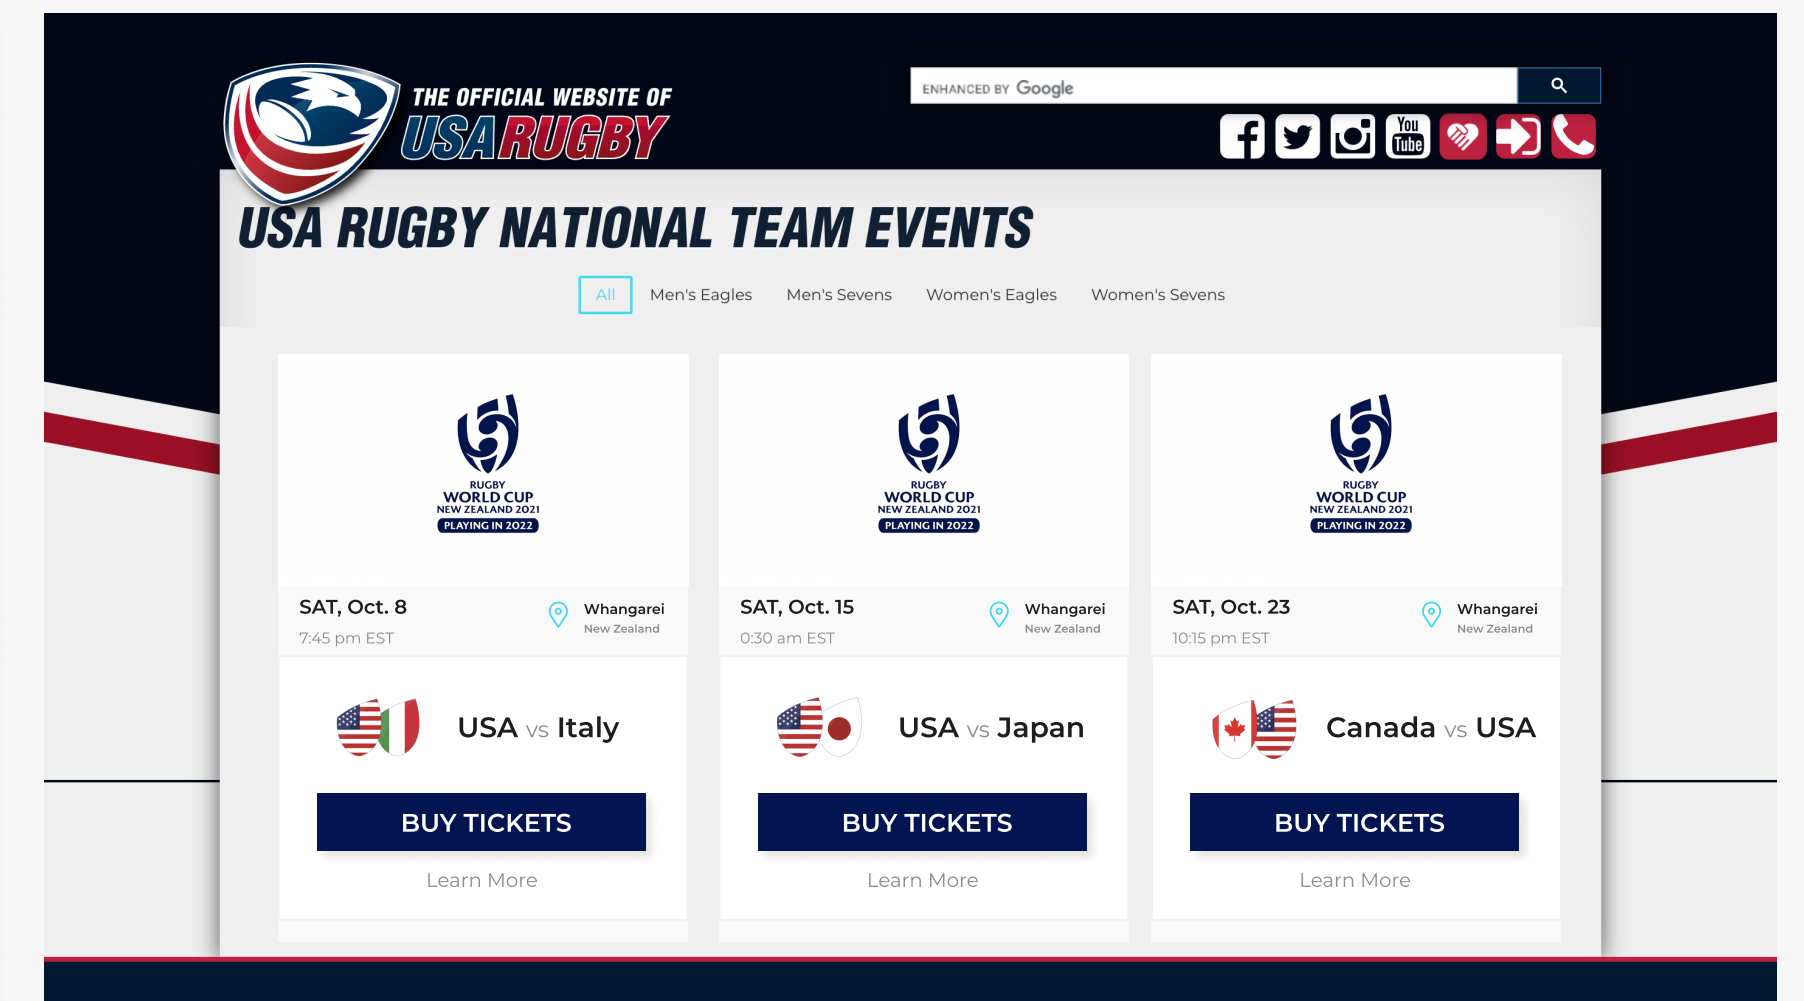 THE OFFICIAL WEBSITE OF
USA RUGBY
ENHANCED BY Google
You
Tube
USA RUGBY NATIONAL TEAM EVENTS
All
Men's Eagles
Men's Sevens
Women's Eagles
Women's Sevens
RUGBY
WORLD CUP
NEW ZEALAND 2021
PLAYING IN 2022
SAT, Oct. 8
7:45 pm EST
Whangarei
New Zealand
USA vs Italy
BUY TICKETS
Learn More
RUGBY
WORLD CUP
NEW ZEALAND 2021
PLAYING IN 2022
SAT, Oct. 15
0:30 am EST
Whangarei
New Zealand
USA vs Japan
BUY TICKETS
Learn More
RUGBY
WORLD CUP
NEW ZEALAND 2021
PLAYING IN 2022
SAT, Oct. 23
10:15 pm EST
Whangarei
New Zealand
Canada vs USA
BUY TICKETS
Learn More